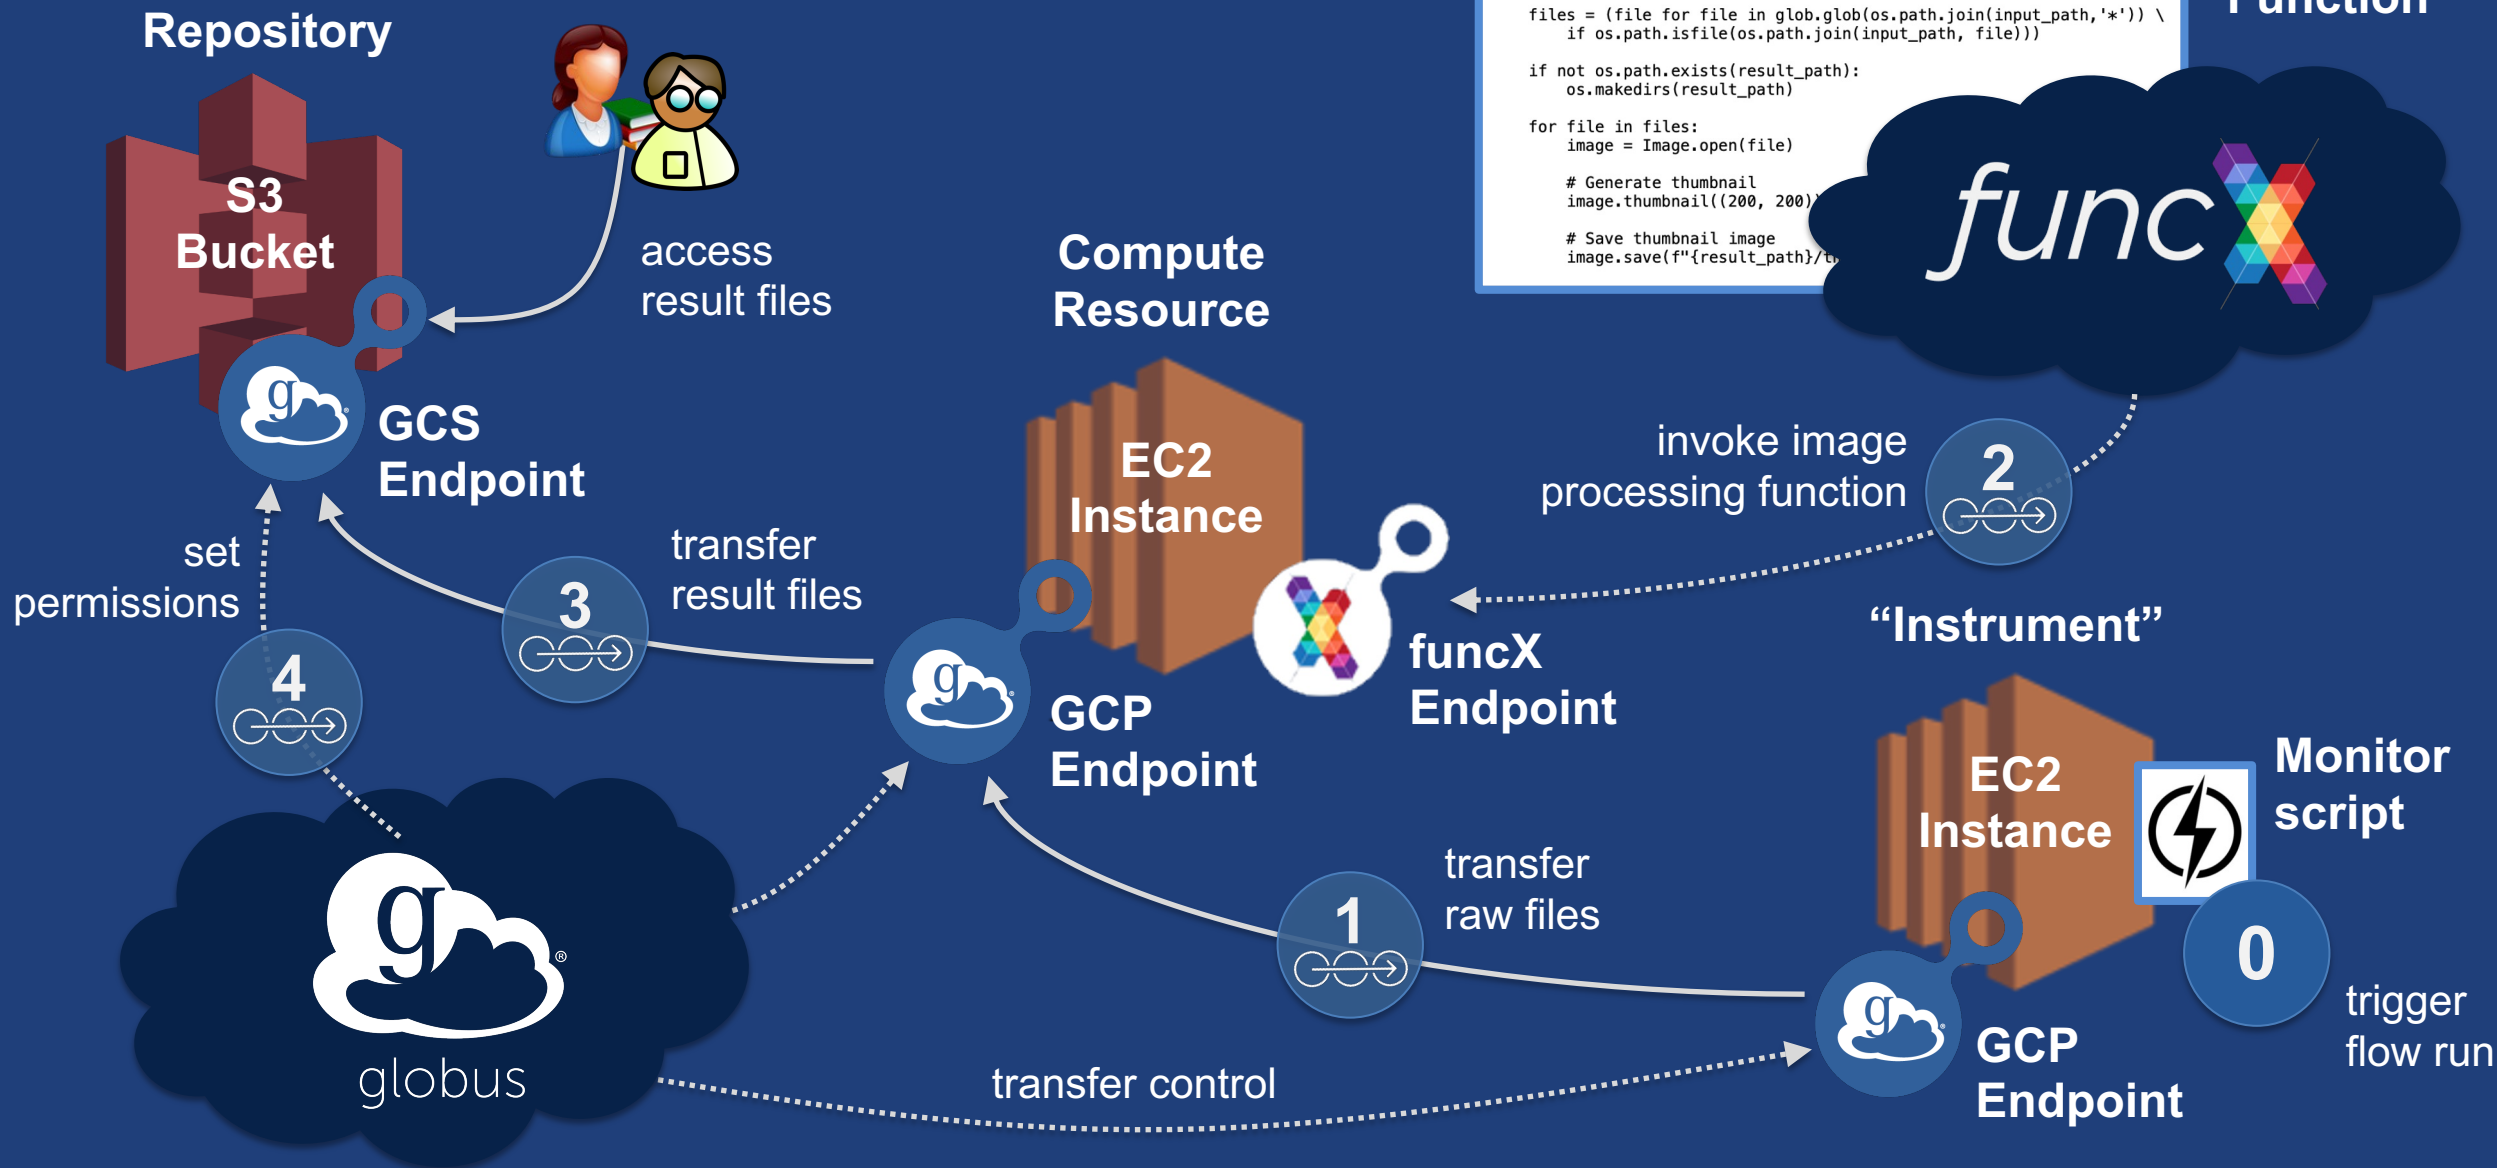 Repository
S3
Bucket
access
result files
GCS
Endpoint
set
permissions
4
3
transfer
result files
Compute
Resource
EC2
Instance
GCP
Endpoint
funcX
Endpoint
files = (file for file in glob.glob(os.path.join(input_path,'*')) \
if os.path.isfile(os.path.join(input_path, file)))
if not os.path.exists(result_path):
os.makedirs(result_path)
for file in files:
image = Image.open(file)
# Generate thumbnail
image.thumbnail((200, 200)
# Save thumbnail image
image.save(f"{result_path}/
Function
funcX
invoke image
processing function
2
“Instrument”
EC2
Instance
Monitor
script
0
trigger
flow run
GCP
Endpoint
transfer
raw files
1
transfer control
g
®
globus